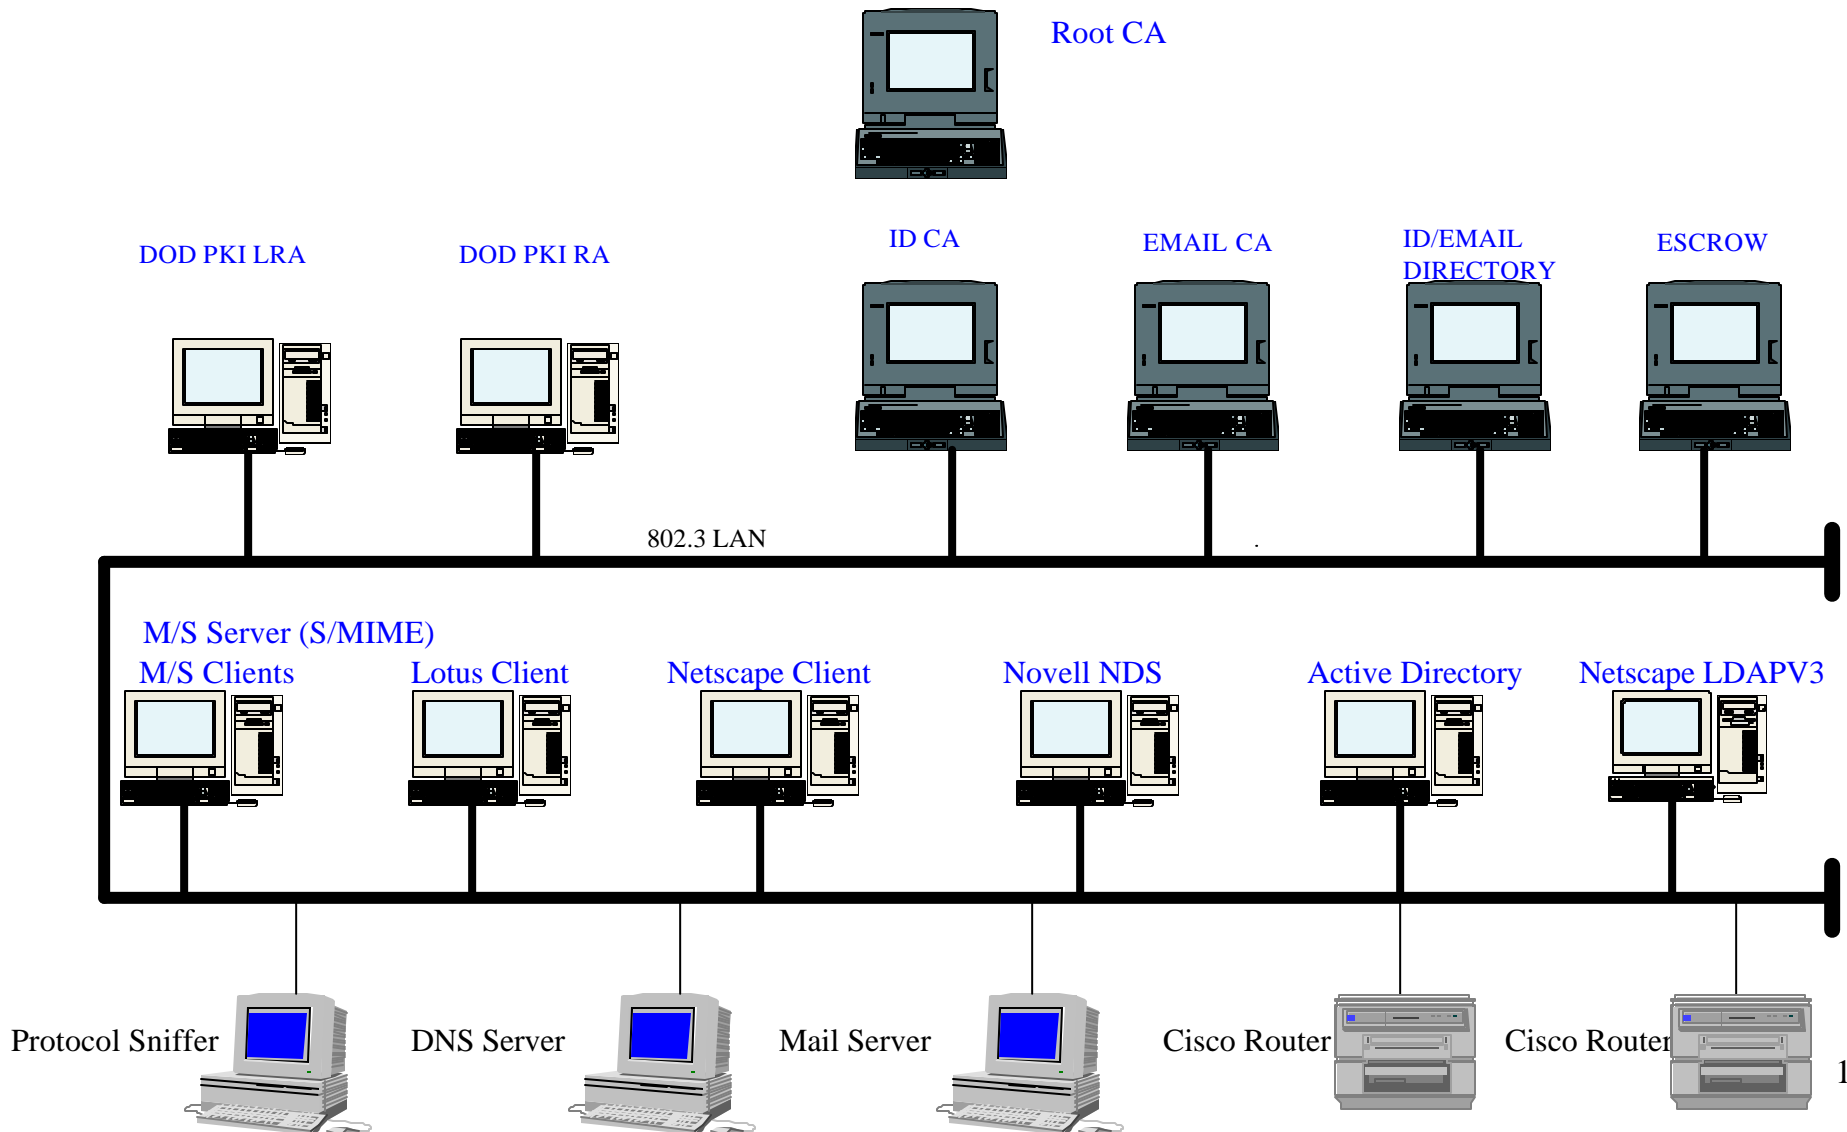 Root CA
DOD PKI LRA
DOD PKI RA
ID CA
EMAIL CA
ID/EMAIL
DIRECTORY
ESCROW
802.3 LAN
.
M/S Server (S/MIME)
M/S Clients
Lotus Client
Netscape Client
Novell NDS
Active Directory
Netscape LDAPV3
Protocol Sniffer
DNS Server
Mail Server
Cisco Router
Cisco Router
1